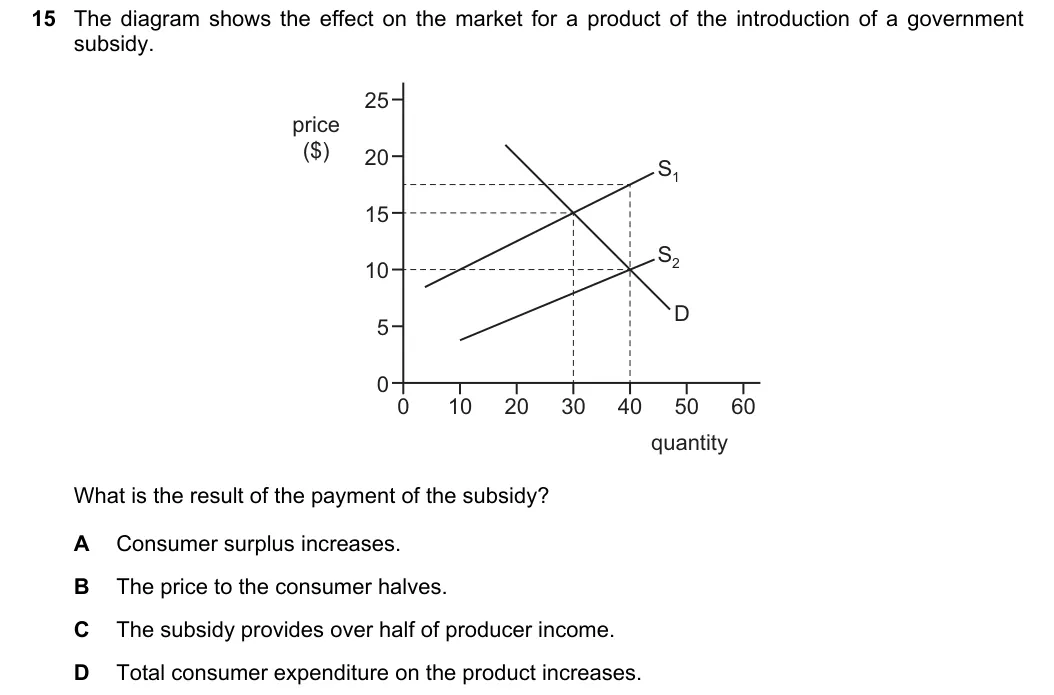 15 The diagram shows the effect on the market for a product of the introduction of a government
subsidy.
25
price
($)
20
S1
15
S2
10
D
5
0
0 10 20 30 40 50 60
quantity
What is the result of the payment of the subsidy?
A Consumer surplus increases.
B The price to the consumer halves.
C The subsidy provides over half of producer income.
D Total consumer expenditure on the product increases.